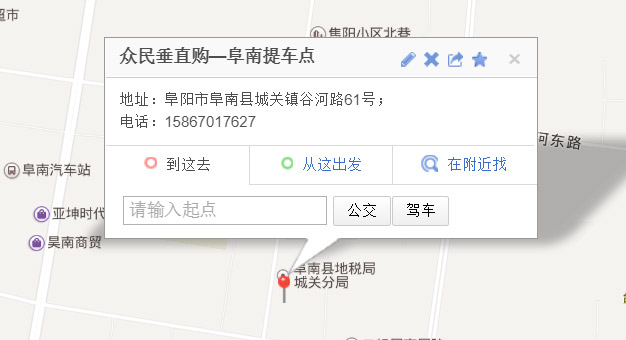 超市
隽阳小区北巷
众民垂直购—阜南提车点
地址：阜阳市阜南县城关镇谷河路61号；
电话：15867017627
河东路
到这去
从这出发
在附近找
阜南汽车站
请输入起点
公交
驾车
亚坤时代
昊南商贸
阜南县地税局
城关分局